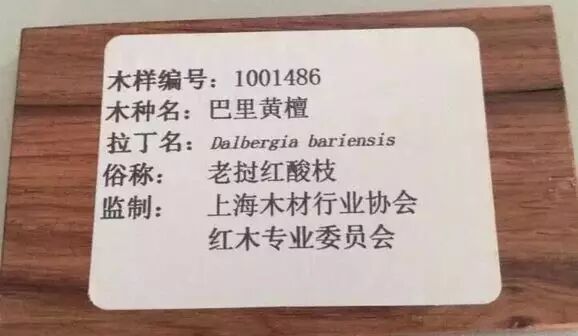 木样编号：1001486
木种名：巴里黄檀
拉丁名：Dalbergia bariensis
俗称：老挝红酸枝
监制：上海木材行业协会
红木专业委员会